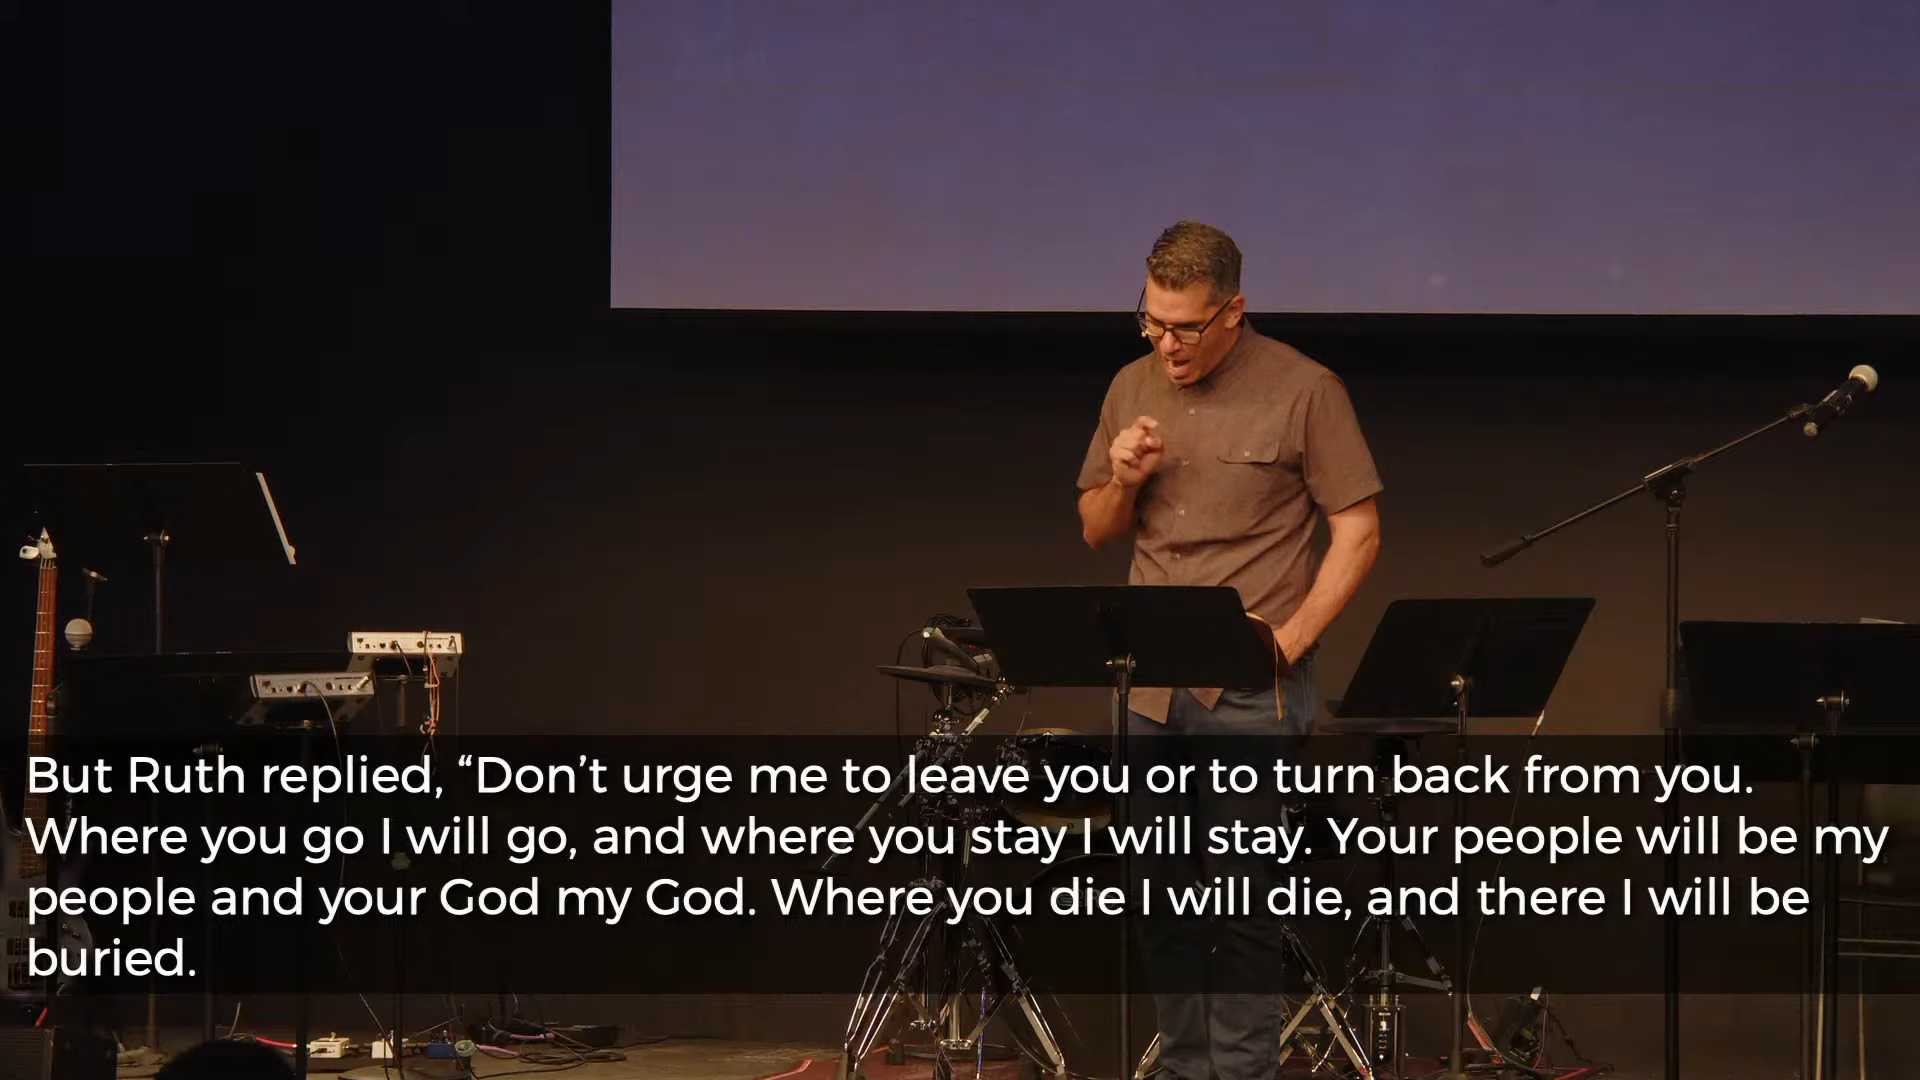 But Ruth replied, “Don’t urge me to leave you or to turn back from you.
Where you go I will go, and where you stay I will stay. Your people will be my
people and your God my God. Where you die I will die, and there I will be
buried.